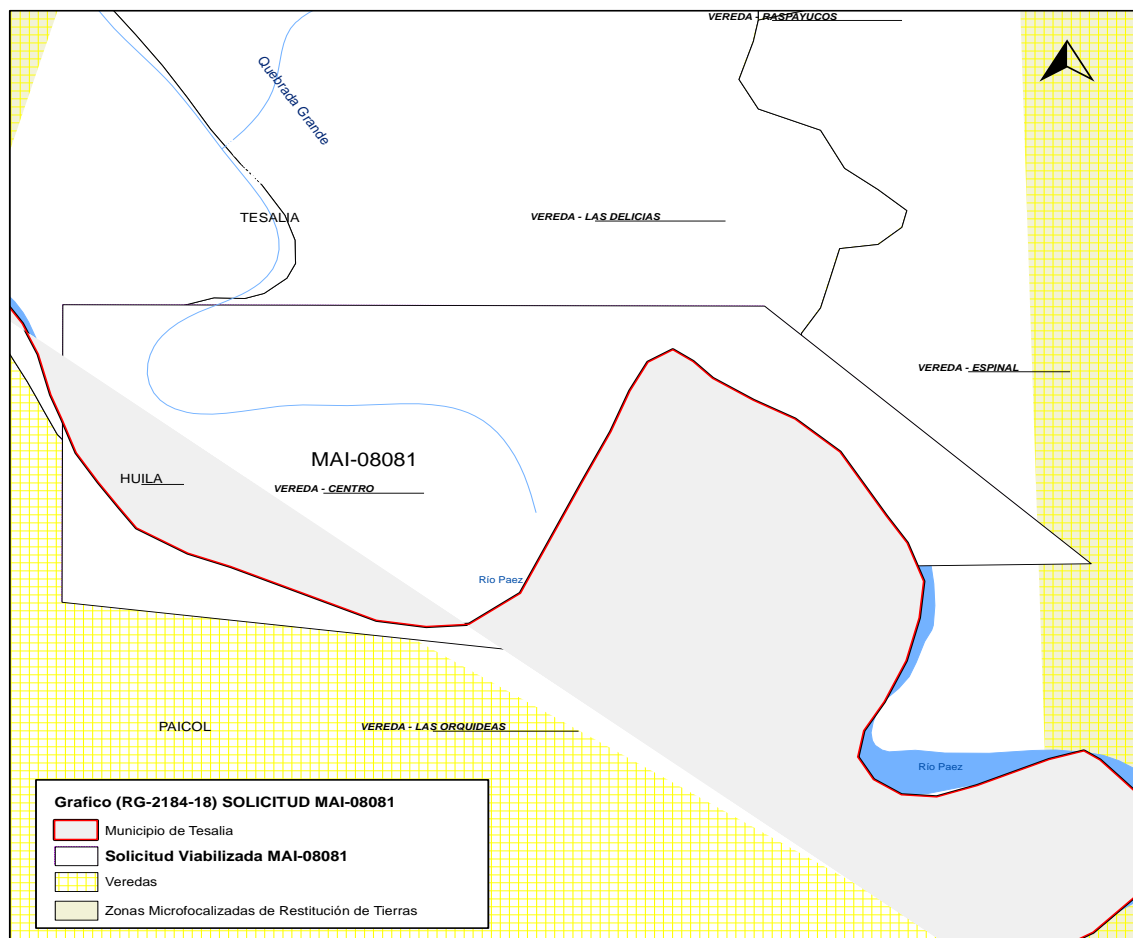 VEREDA - RASPAYUCOS
Quebrada Grande
TESALIA
VEREDA - LAS DELICIAS
VEREDA - ESPINAL
MAI-08081
HUILA
VEREDA - CENTRO
Río Paez
PAICOL
VEREDA - LAS ORQUIDEAS
Río Paez
Grafico (RG-2184-18) SOLICITUD MAI-08081
Municipio de Tesalia
Solicitud Viabilizada MAI-08081
Veredas
Zonas Microfocalizadas de Restitución de Tierras